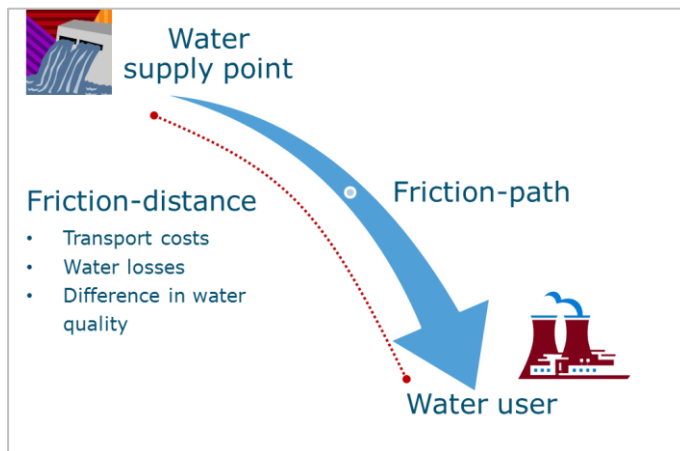 Water
supply point
Friction-path
Friction-distance
• Transport costs
• Water losses
• Difference in water
quality
Water user